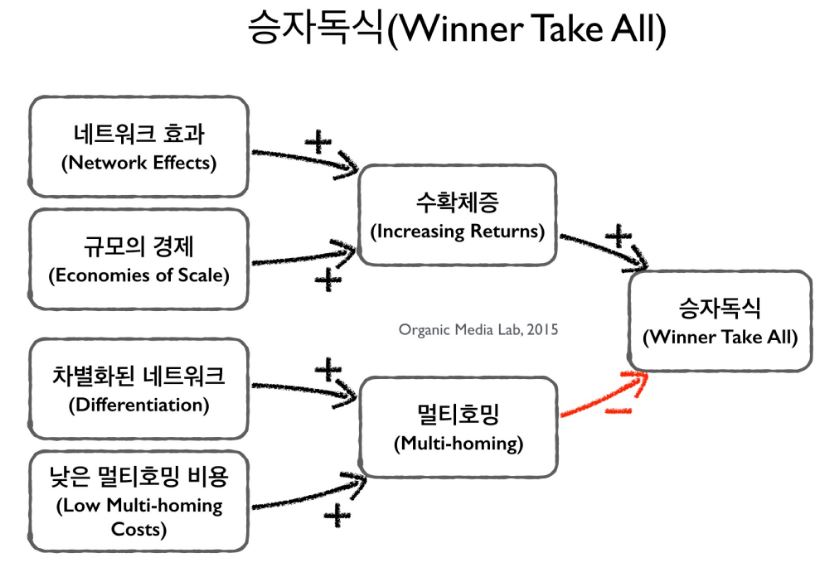 승자독식(Winner Take All)
네트워크 효과
(Network Effects)
+
수확체증
(Increasing Returns)
+
규모의 경제
(Economies of Scale)
+
승자독식
(Winner Take All)
Organic Media Lab, 2015
차별화된 네트워크
(Differentiation)
+
멀티호밍
(Multi-homing)
−
낮은 멀티호밍 비용
(Low Multi-homing
Costs)
+